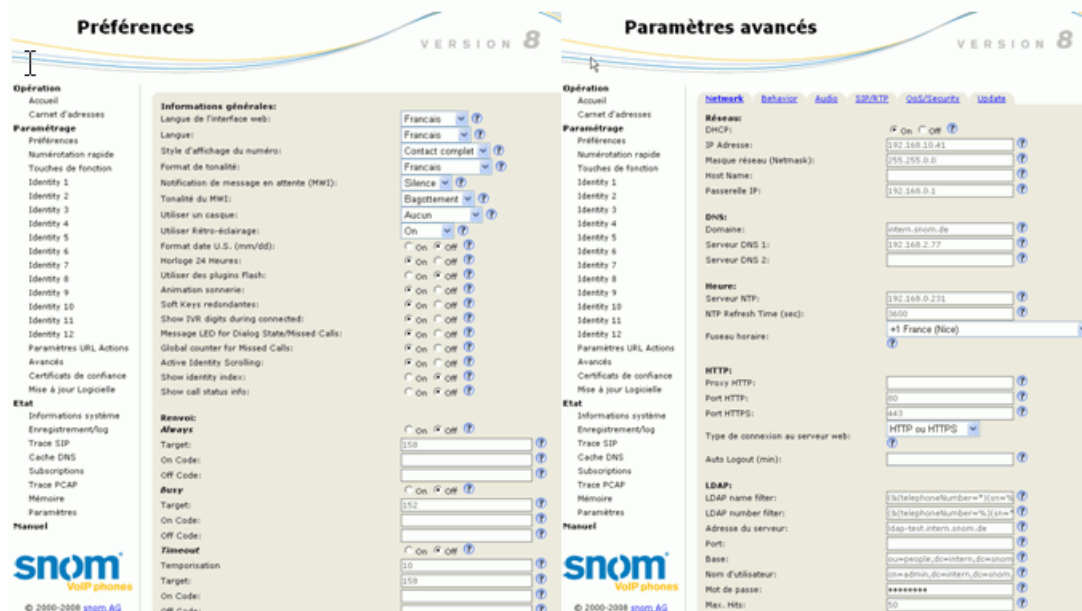 Préférences
VERSION 8
Opération
Accueil
Carnet d'adresses
Paramétrage
Préférences
Numérotation rapide
Touches de fonction
Identity 1
Identity 2
Identity 3
Identity 4
Identity 5
Identity 6
Identity 7
Identity 8
Identity 9
Identity 10
Identity 11
Identity 12
Paramètres URL Actions
Avancés
Certificats de confiance
Mise à jour Logicielle
Etat
Informations système
Enregistrement/log
Trace SIP
Cache DNS
Subscriptions
Trace PCAP
Mémoire
Paramètres
Manuel
snom
VoIP phones
© 2000-2008 snom AG
Informations générales:
Langue de l'interface web: Francais
Langue: Francais
Style d'affichage du numéro: Contact complet
Format de tonalité: Francais
Notification de message en attente (MWI): Silence
Tonalité du MWI: Bagottement
Utiliser un casque: Aucun
Utiliser Rétro-éclairage: On
Format date U.S. (mm/dd): On Off
Horloge 24 Heures: On Off
Utiliser des plugins Flash: On Off
Animation sonnerie: On Off
Soft Keys redondantes: On Off
Show IVR digits during connected: On Off
Message LED for Dialog State/Missed Calls: On Off
Global counter for Missed Calls: On Off
Active Identity Scrolling: On Off
Show identity index: On Off
Show call status info: On Off
Renvoi:
Always On Off
Target: 158
On Code:
Off Code:
Busy On Off
Target: 152
On Code:
Off Code:
Timeout On Off
Temporisation 10
Target: 158
On Code:
Off Code:
Paramètres avancés
VERSION 8
Opération
Accueil
Carnet d'adresses
Paramétrage
Préférences
Numérotation rapide
Touches de fonction
Identity 1
Identity 2
Identity 3
Identity 4
Identity 5
Identity 6
Identity 7
Identity 8
Identity 9
Identity 10
Identity 11
Identity 12
Paramètres URL Actions
Avancés
Certificats de confiance
Mise à jour Logicielle
Etat
Informations système
Enregistrement/log
Trace SIP
Cache DNS
Subscriptions
Trace PCAP
Mémoire
Paramètres
Manuel
snom
VoIP phones
© 2000-2008 snom AG
Network Behavior Audio SIP/RTP QoS/Security Update
Réseau:
DHCP: On Off
IP Adresse: 192.168.10.41
Masque réseau (Netmask): 255.255.0.0
Host Name:
Passerelle IP: 192.168.0.1
DNS:
Domaine: intern.snom.de
Serveur DNS 1: 192.168.2.77
Serveur DNS 2:
Heure:
Serveur NTP: 192.168.0.231
NTP Refresh Time (sec): 3600
Fuseau horaire: +1 France (Nice)
HTTP:
Proxy HTTP:
Port HTTP: 80
Port HTTPS: 443
Type de connexion au serveur web: HTTP ou HTTPS
Auto Logout (min):
LDAP:
LDAP name filter: (&(telephoneNumber=*)(sn=%
LDAP number filter: (&(telephoneNumber=%)(sn=*
Adresse du serveur: ldap-test.intern.snom.de
Port:
Base: ou=people,dc=intern,dc=snom
Nom d'utilisateur: cn=admin,dc=intern,dc=snom,
Mot de passe: ********
Max. Hits: 50